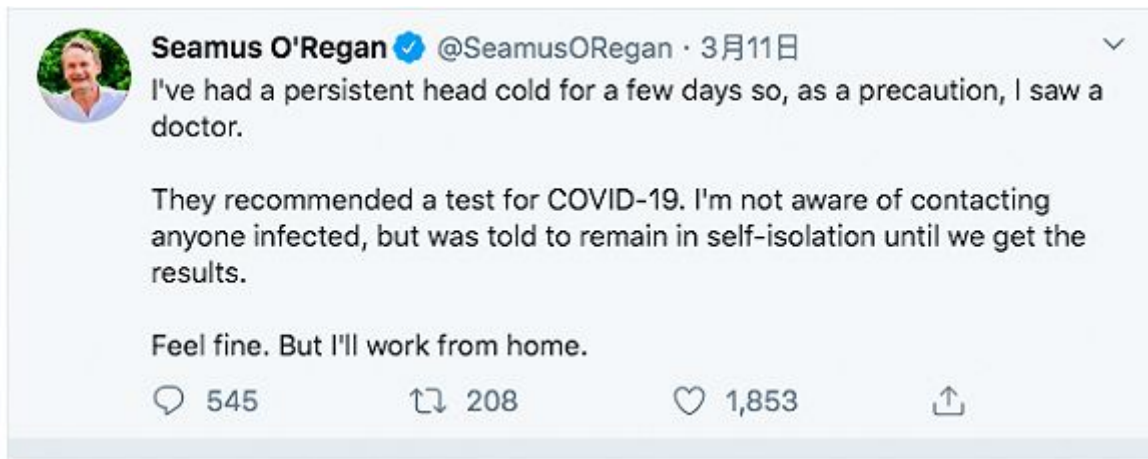 Seamus O'Regan @SeamusORegan · 3月11日
I've had a persistent head cold for a few days so, as a precaution, I saw a
doctor.
They recommended a test for COVID-19. I'm not aware of contacting
anyone infected, but was told to remain in self-isolation until we get the
results.
Feel fine. But I'll work from home.
545 208 1,853